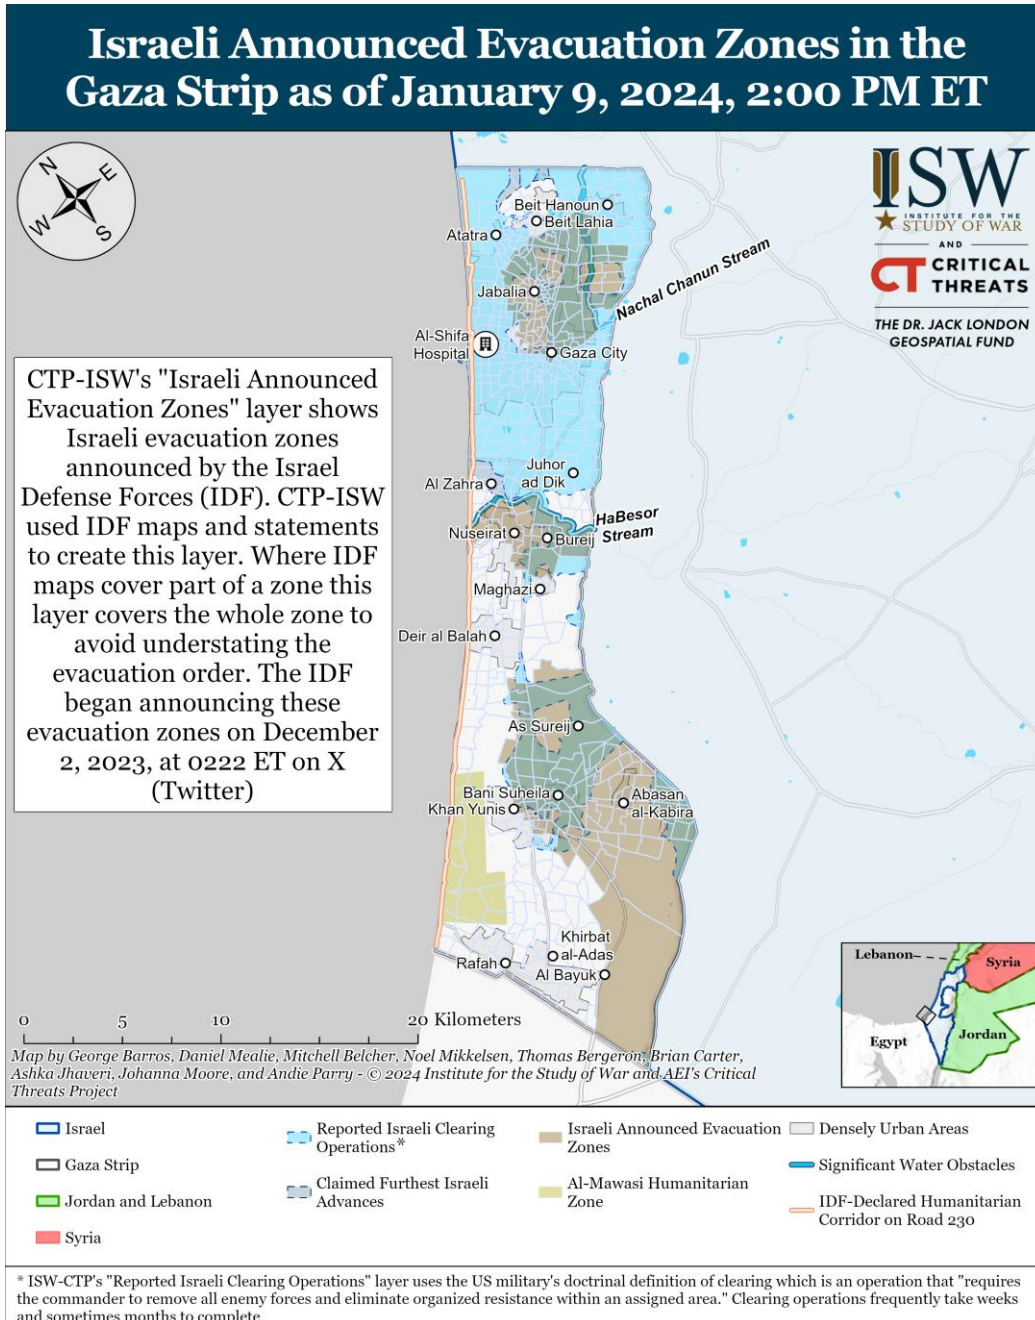 Israeli Announced Evacuation Zones in the
Gaza Strip as of January 9, 2024, 2:00 PM ET
N
E
W
S
ISW
INSTITUTE FOR THE
STUDY OF WAR
AND
CT CRITICAL
THREATS
THE DR. JACK LONDON
GEOSPATIAL FUND
Beit Hanoun
Beit Lahia
Atatra
Nachal Chanun Stream
Jabalia
Al-Shifa
Hospital
Gaza City
CTP-ISW's "Israeli Announced
Evacuation Zones" layer shows
Israeli evacuation zones
announced by the Israel
Defense Forces (IDF). CTP-ISW
used IDF maps and statements
to create this layer. Where IDF
maps cover part of a zone this
layer covers the whole zone to
avoid understating the
evacuation order. The IDF
began announcing these
evacuation zones on December
2, 2023, at 0222 ET on X
(Twitter)
Juhor
ad Dik
Al Zahra
HaBesor
Stream
Nuseirat
Bureij
Maghazi
Deir al Balah
As Sureij
Bani Suheila
Abasan
al-Kabira
Khan Yunis
Khirbat
al-Adas
Rafah
Al Bayuk
Lebanon
Syria
Egypt
Jordan
0 5 10 20 Kilometers
Map by George Barros, Daniel Mealie, Mitchell Belcher, Noel Mikkelsen, Thomas Bergeron, Brian Carter,
Ashka Jhaveri, Johanna Moore, and Andie Parry - © 2024 Institute for the Study of War and AEI's Critical
Threats Project
Israel
Gaza Strip
Jordan and Lebanon
Syria
Reported Israeli Clearing
Operations*
Claimed Furthest Israeli
Advances
Israeli Announced Evacuation
Zones
Al-Mawasi Humanitarian
Zone
Densely Urban Areas
Significant Water Obstacles
IDF-Declared Humanitarian
Corridor on Road 230
* ISW-CTP's "Reported Israeli Clearing Operations" layer uses the US military's doctrinal definition of clearing which is an operation that "requires
the commander to remove all enemy forces and eliminate organized resistance within an assigned area." Clearing operations frequently take weeks
and sometimes months to complete